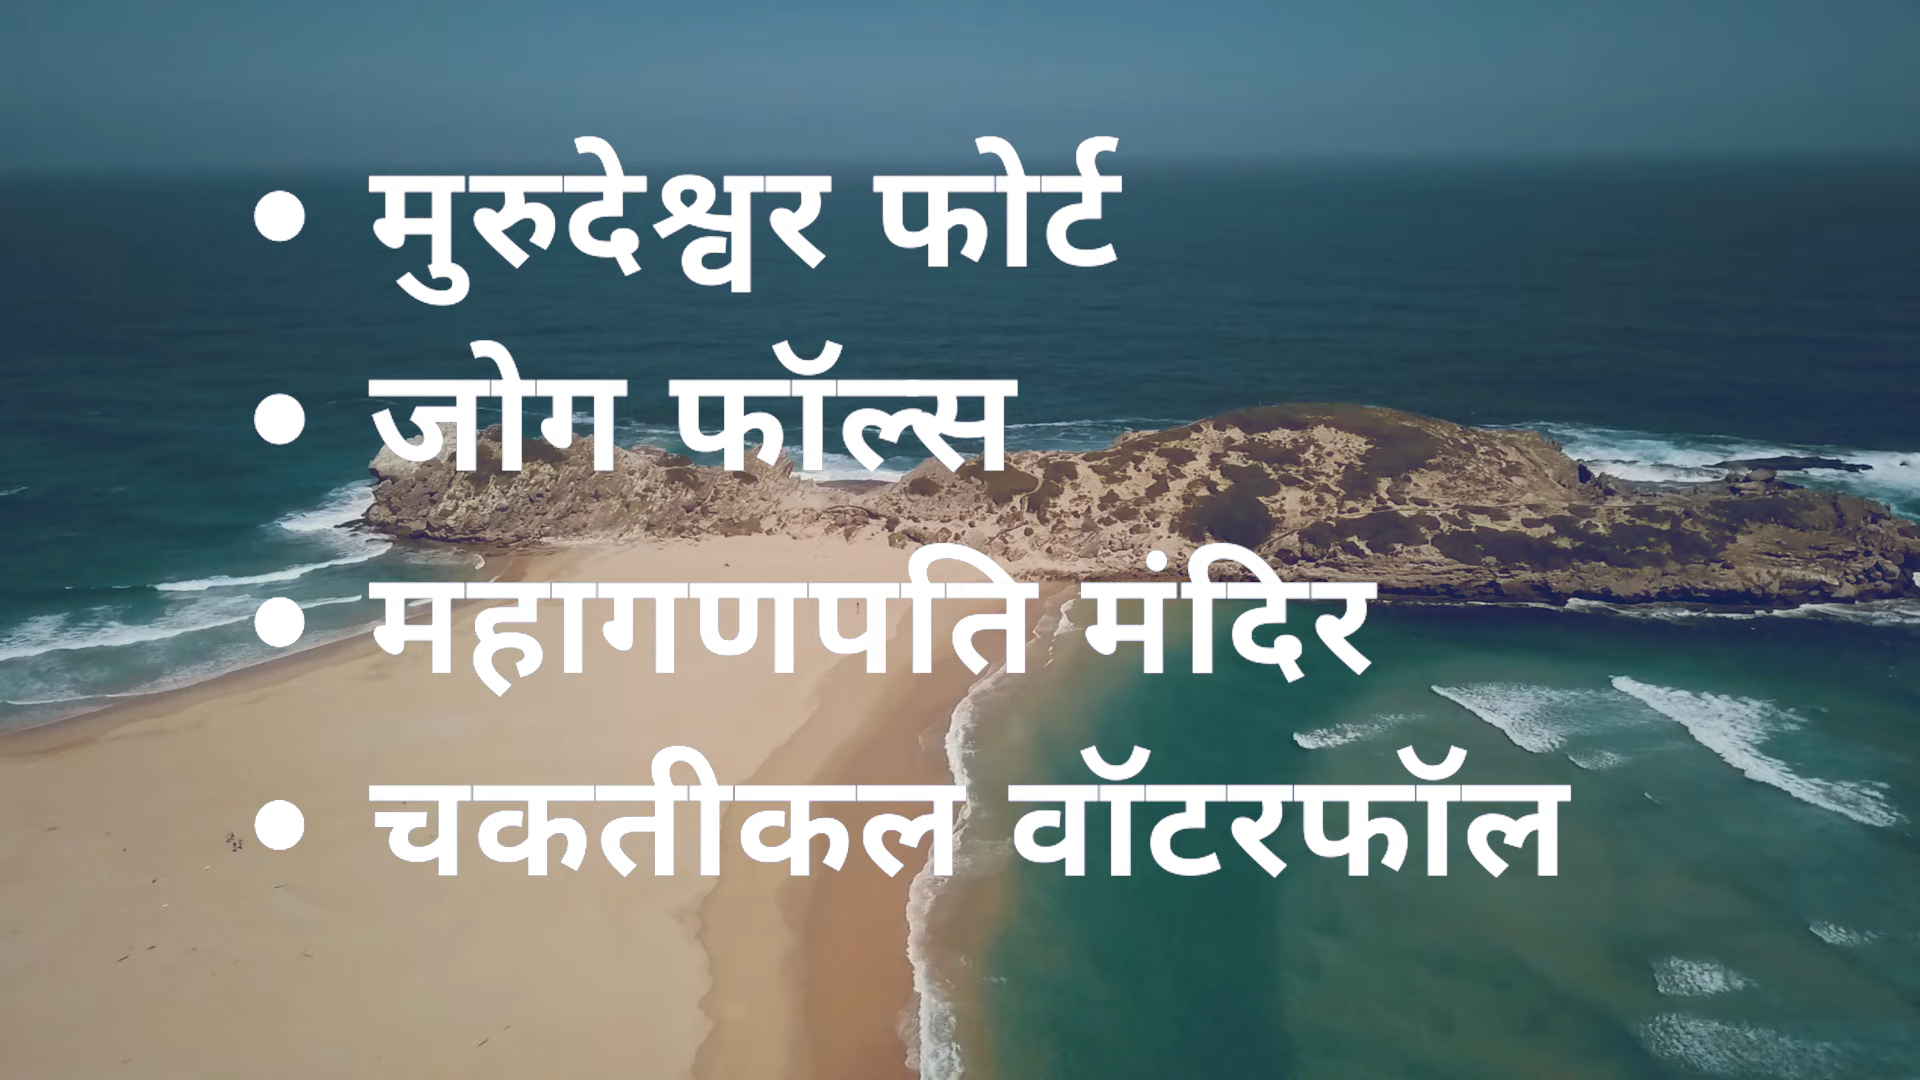 • मुरुदेश्वर फोर्ट
• जोग फॉल्स
• महागणपति मंदिर
• चकतीकल वॉटरफॉल